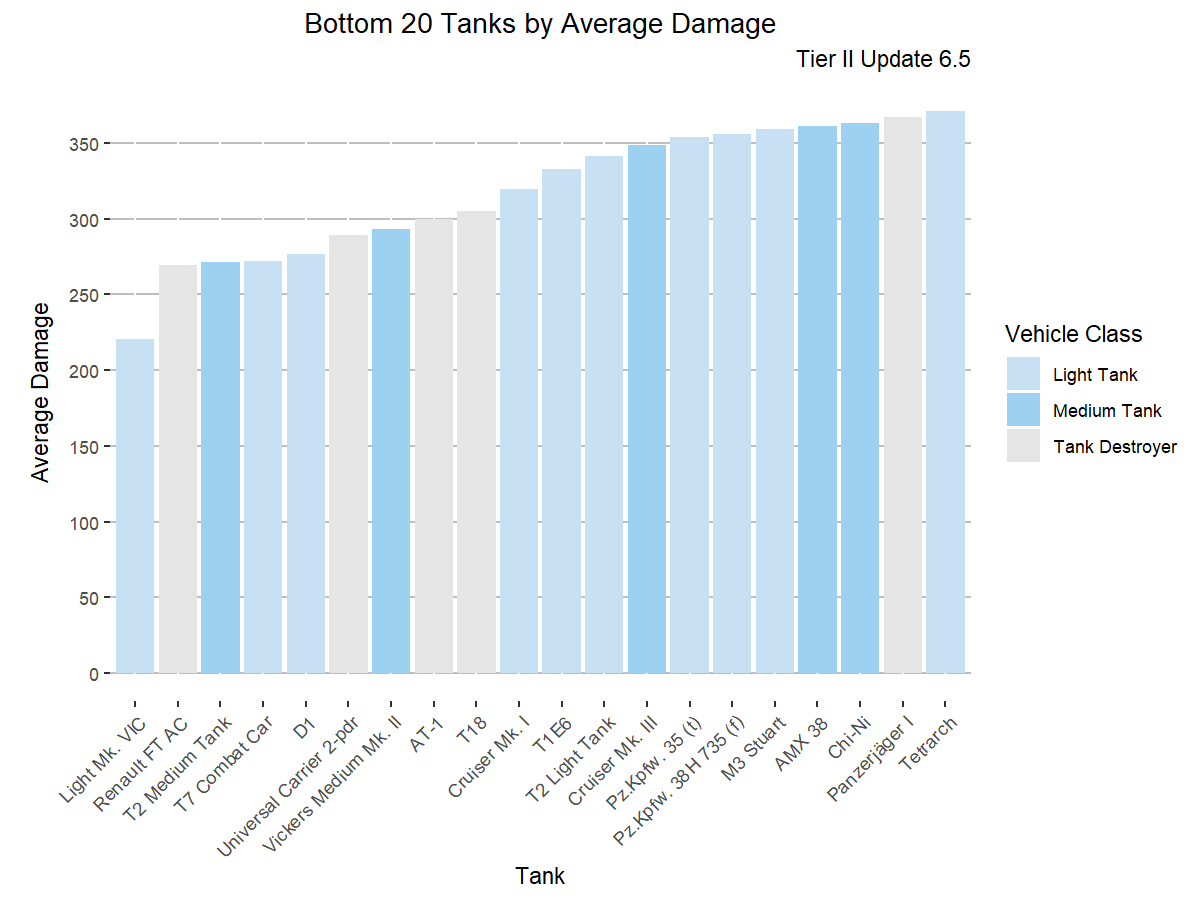 Bottom 20 Tanks by Average Damage
Tier II Update 6.5
Average Damage
350
300
250
200
150
100
50
0
Light Mk. VIC
Renault FT AC
T2 Medium Tank
T7 Combat Car
D1
Universal Carrier 2-pdr
Vickers Medium Mk. II
AT-1
T18
Cruiser Mk. I
T1E6
T2 Light Tank
Cruiser Mk. III
Pz.Kpfw. 35 (t)
Pz.Kpfw. 38H 735 (f)
M3 Stuart
AMX 38
Chi-Ni
Panzerjäger I
Tetrarch
Tank
Vehicle Class
Light Tank
Medium Tank
Tank Destroyer